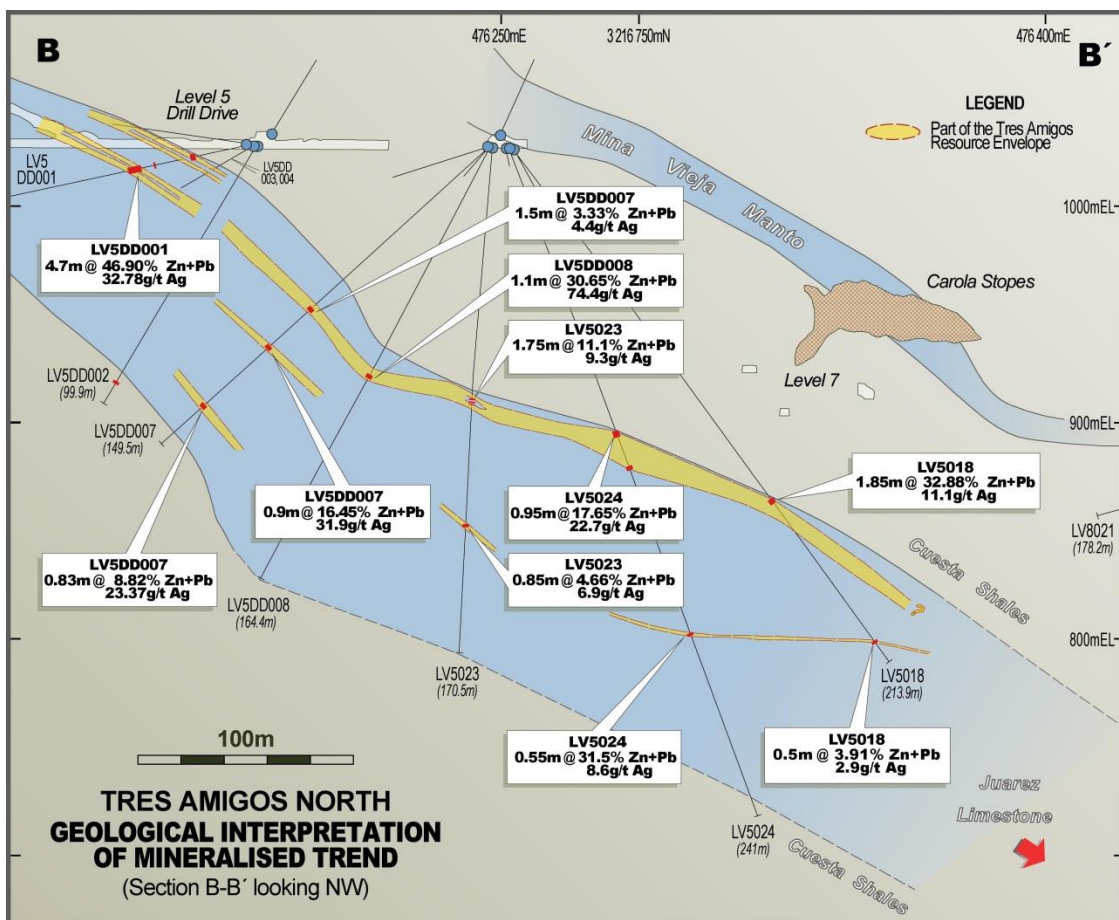 476 250mE
3 216 750mN
476 400mE
B
B´
Level 5
Drill Drive
LEGEND
Part of the Tres Amigos
Resource Envelope
Mina Vieja Manto
LV5
DD001
LV5DD
003,004
1000mEL
LV5DD007
1.5m @ 3.33% Zn+Pb
4.4g/t Ag
LV5DD001
4.7m @ 46.90% Zn+Pb
32.78g/t Ag
LV5DD008
1.1m @ 30.65% Zn+Pb
74.4g/t Ag
Carola Stopes
LV5023
1.75m @ 11.1% Zn+Pb
9.3g/t Ag
LV5DD002
(99.9m)
Level 7
900mEL
LV5DD007
(149.5m)
LV5018
1.85m @ 32.88% Zn+Pb
11.1g/t Ag
LV5DD007
0.9m @ 16.45% Zn+Pb
31.9g/t Ag
LV5024
0.95m @ 17.65% Zn+Pb
22.7g/t Ag
LV8021
(178.2m)
LV5DD007
0.83m @ 8.82% Zn+Pb
23.37g/t Ag
LV5023
0.85m @ 4.66% Zn+Pb
6.9g/t Ag
Cuesta Shales
LV5DD008
(164.4m)
?
800mEL
LV5023
(170.5m)
LV5018
(213.9m)
100m
LV5024
0.55m @ 31.5% Zn+Pb
8.6g/t Ag
LV5018
0.5m @ 3.91% Zn+Pb
2.9g/t Ag
Juarez
Limestone
TRES AMIGOS NORTH
GEOLOGICAL INTERPRETATION
OF MINERALISED TREND
(Section B-B´ looking NW)
LV5024
(241m)
Cuesta Shales